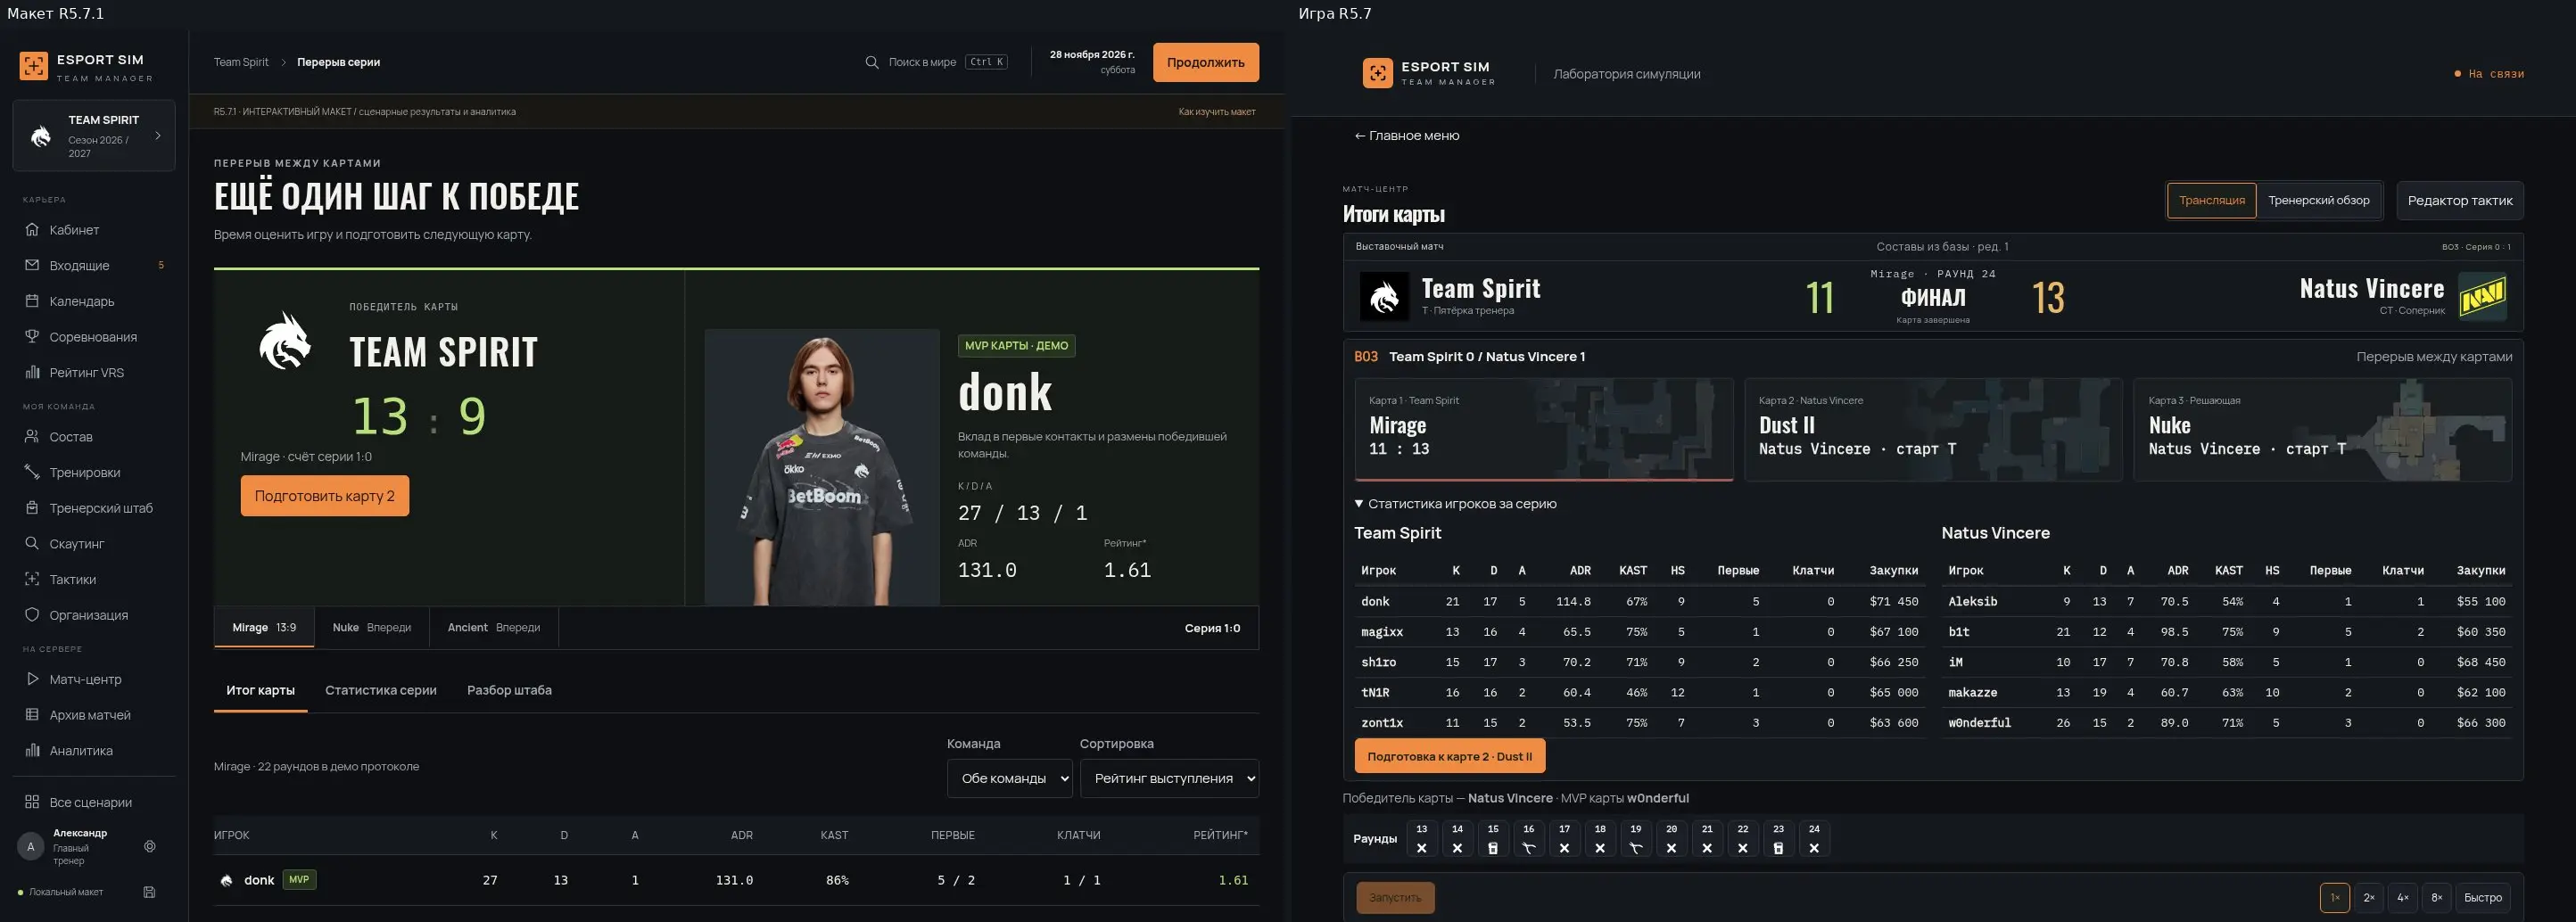 Макет R5.7.1
ESPORT SIM
TEAM MANAGER
TEAM SPIRIT
Сезон 2026 /
2027
КАРЬЕРА
Кабинет
Входящие 5
Календарь
Соревнования
Рейтинг VRS
МОЯ КОМАНДА
Состав
Тренировки
Тренерский штаб
Скаутинг
Тактики
Организация
НА СЕРВЕРЕ
Матч-центр
Архив матчей
Аналитика
Все сценарии
А
Александр
Главный
тренер
Локальный макет
Team Spirit > Перерыв серии
Поиск в мире Ctrl K
28 ноября 2026 г.
суббота
Продолжить
R5.7.1 · ИНТЕРАКТИВНЫЙ МАКЕТ / сценарные результаты и аналитика
Как изучить макет
ПЕРЕРЫВ МЕЖДУ КАРТАМИ
ЕЩЁ ОДИН ШАГ К ПОБЕДЕ
Время оценить игру и подготовить следующую карту.
ПОБЕДИТЕЛЬ КАРТЫ
TEAM SPIRIT
13 : 9
Mirage · счёт серии 1:0
Подготовить карту 2
BetBoom
ökko
EXMO
BetBoom
MVP КАРТЫ · ДЕМО
donk
Вклад в первые контакты и размены победившей
команды.
K/D/A
27 / 13 / 1
ADR Рейтинг*
131.0 1.61
Mirage 13:9 Nuke Впереди Ancient Впереди Серия 1:0
Итог карты Статистика серии Разбор штаба
Mirage · 22 раундов в демо протоколе
Команда Сортировка
Обе команды Рейтинг выступления
ИГРОК K D A ADR KAST ПЕРВЫЕ КЛАТЧИ РЕЙТИНГ*
donk MVP 27 13 1 131.0 86% 5 / 2 1 / 1 1.61
Игра R5.7
ESPORT SIM
TEAM MANAGER
Лаборатория симуляции
На связи
← Главное меню
МАТЧ-ЦЕНТР
Итоги карты
Трансляция Тренерский обзор Редактор тактик
Выставочный матч Составы из базы · ред. 1 BO3 · Серия 0 : 1
Team Spirit
T · Пятёрка тренера
11
Mirage · РАУНД 24
ФИНАЛ
Карта завершена
13
Natus Vincere
CT · Соперник
NAVI
BO3 Team Spirit 0 / Natus Vincere 1 Перерыв между картами
Карта 1 · Team Spirit
Mirage
11 : 13
Карта 2 · Natus Vincere
Dust II
Natus Vincere · старт T
Карта 3 · Решающая
Nuke
Natus Vincere · старт T
▼ Статистика игроков за серию
Team Spirit
Игрок K D A ADR KAST HS Первые Клатчи Закупки
donk 21 17 5 114.8 67% 9 5 0 $71 450
magixx 13 16 4 65.5 75% 5 1 0 $67 100
sh1ro 15 17 3 70.2 71% 9 2 0 $66 250
tN1R 16 16 2 60.4 46% 12 1 0 $65 000
zont1x 11 15 2 53.5 75% 7 3 0 $63 600
Natus Vincere
Игрок K D A ADR KAST HS Первые Клатчи Закупки
Aleksib 9 13 7 70.5 54% 4 1 1 $55 100
b1t 21 12 4 98.5 75% 9 5 2 $60 350
iM 10 17 7 70.8 58% 5 1 0 $68 450
makazze 13 19 4 60.7 63% 10 2 0 $62 100
w0nderful 26 15 2 89.0 71% 5 3 0 $66 300
Подготовка к карте 2 · Dust II
Победитель карты — Natus Vincere · MVP карты w0nderful
Раунды 13 14 15 16 17 18 19 20 21 22 23 24
Запустить
1× 2× 4× 8× Быстро